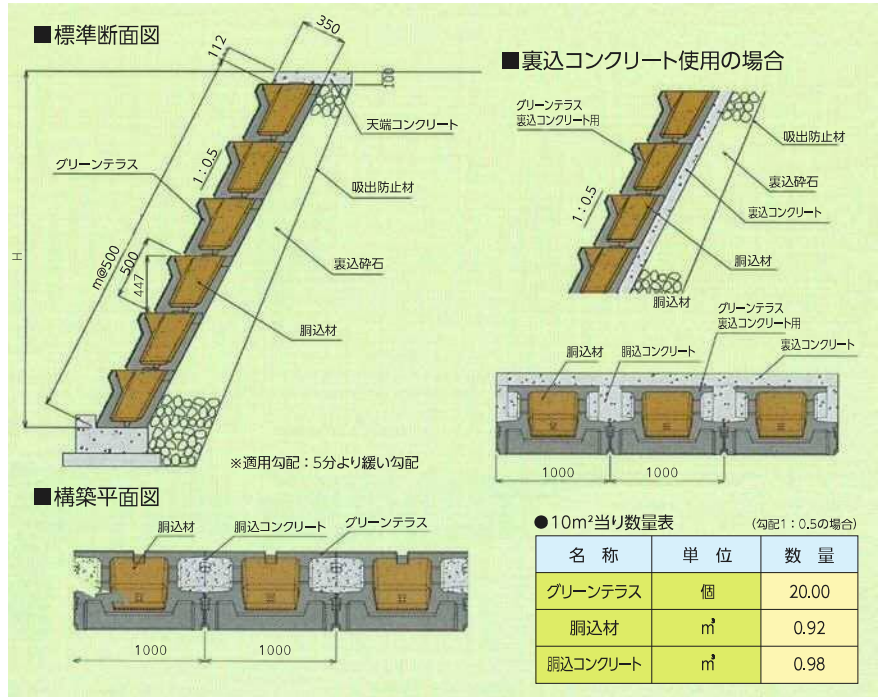 ■標準断面図
350
112
100
天端コンクリート
グリーンテラス
1：0.5
吸出防止材
H
m@500
500
447
裏込砕石
胴込材
※適用勾配：5分より緩い勾配
■裏込コンクリート使用の場合
グリーンテラス
裏込コンクリート用
吸出防止材
裏込砕石
1：0.5
裏込コンクリート
胴込材
胴込材
グリーンテラス
裏込コンクリート用
胴込材
胴込コンクリート
裏込コンクリート
1000
1000
■構築平面図
胴込材
胴込コンクリート
グリーンテラス
1000
1000
●10m²当り数量表
(勾配1：0.5の場合)
名 称 単 位 数 量
グリーンテラス 個 20.00
胴込材 ㎥ 0.92
胴込コンクリート ㎥ 0.98